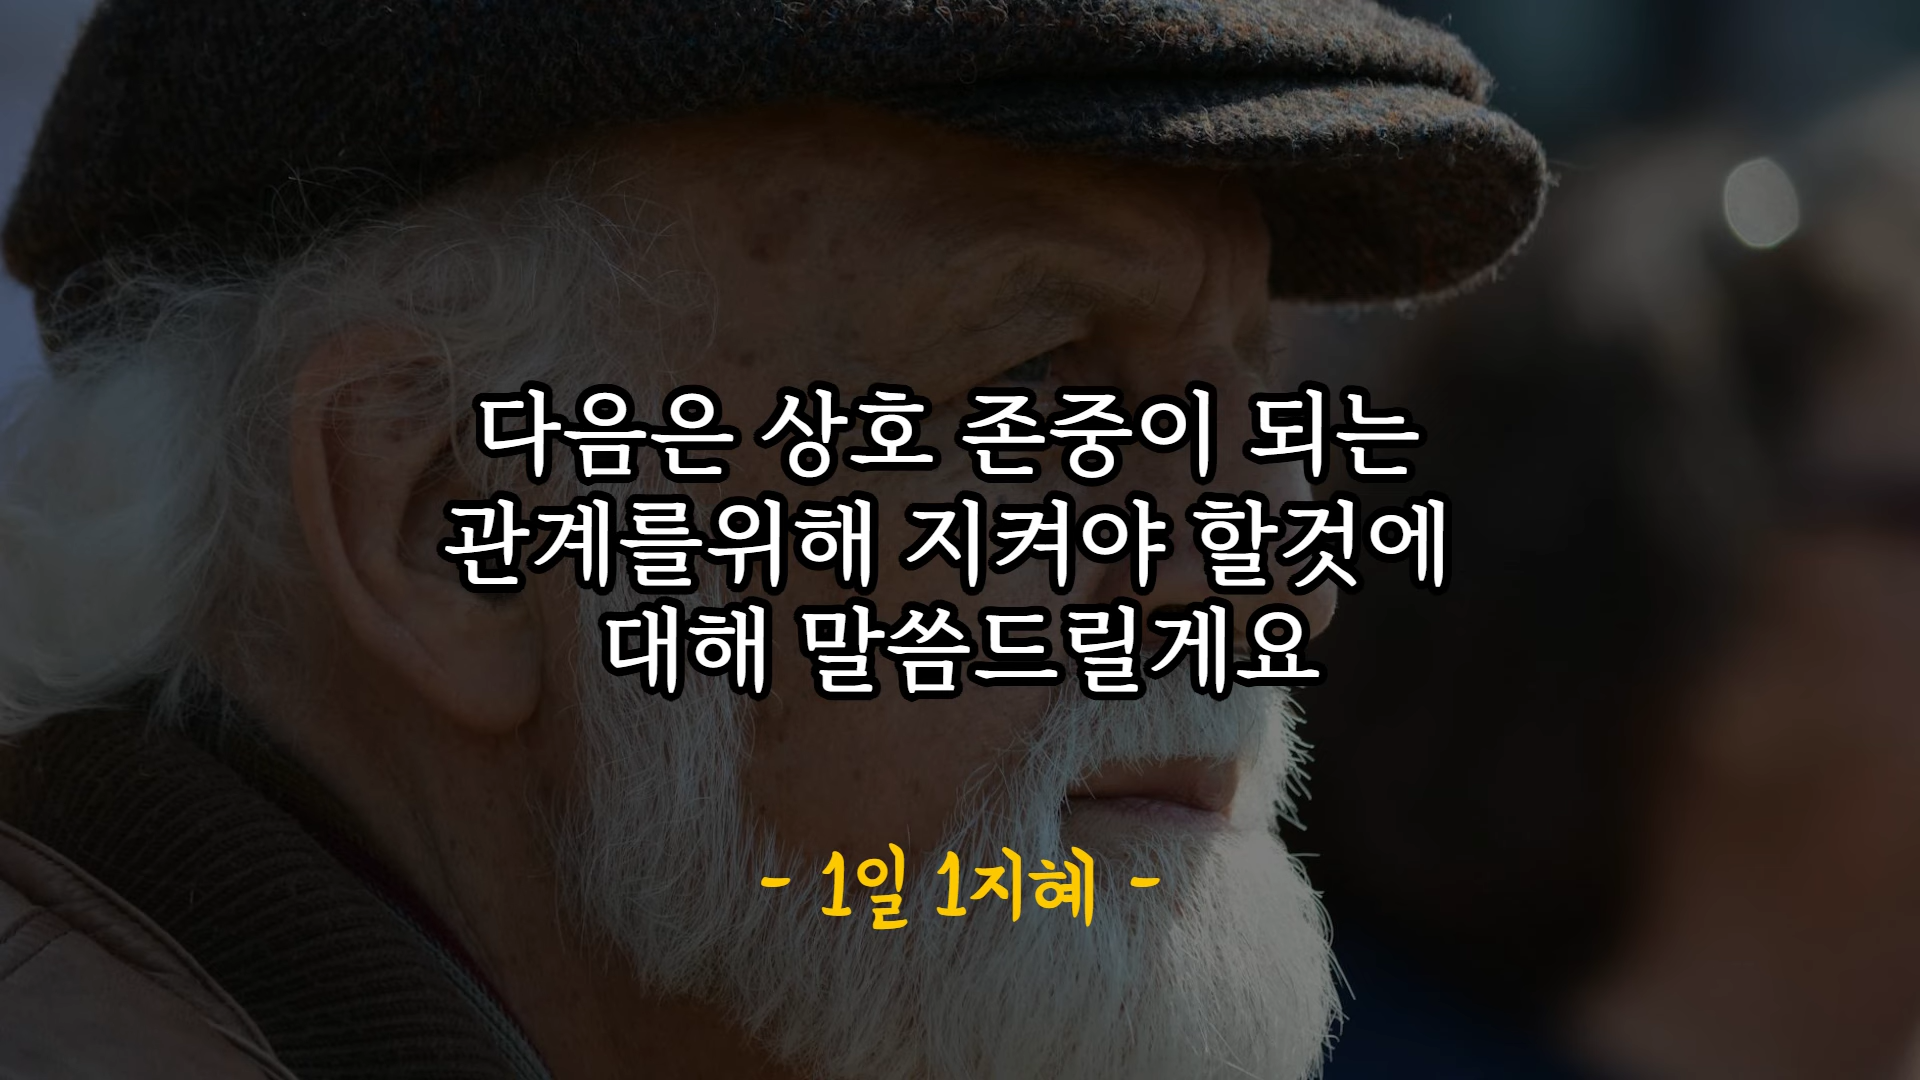 다음은 상호 존중이 되는
관계를위해 지켜야 할것에
대해 말씀드릴게요
- 1일 1지혜 -